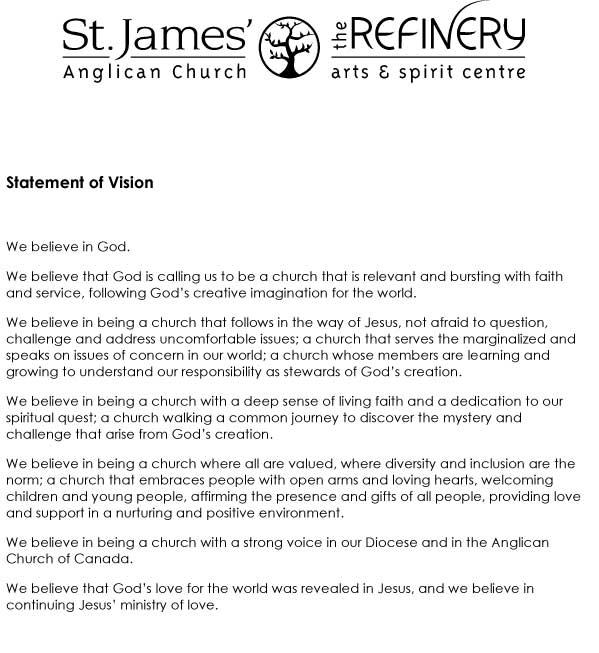 St. James' the REFINERY
Anglican Church arts & spirit centre
Statement of Vision
We believe in God.
We believe that God is calling us to be a church that is relevant and bursting with faith
and service, following God's creative imagination for the world.
We believe in being a church that follows in the way of Jesus, not afraid to question,
challenge and address uncomfortable issues; a church that serves the marginalized and
speaks on issues of concern in our world; a church whose members are learning and
growing to understand our responsibility as stewards of God's creation.
We believe in being a church with a deep sense of living faith and a dedication to our
spiritual quest; a church walking a common journey to discover the mystery and
challenge that arise from God's creation.
We believe in being a church where all are valued, where diversity and inclusion are the
norm; a church that embraces people with open arms and loving hearts, welcoming
children and young people, affirming the presence and gifts of all people, providing love
and support in a nurturing and positive environment.
We believe in being a church with a strong voice in our Diocese and in the Anglican
Church of Canada.
We believe that God's love for the world was revealed in Jesus, and we believe in
continuing Jesus' ministry of love.